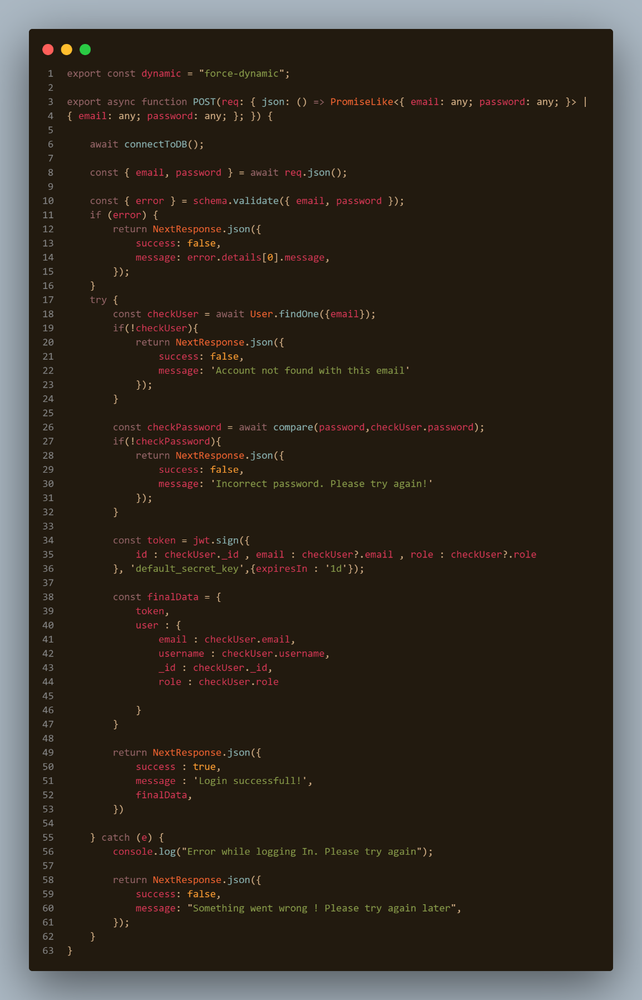 1 export const dynamic = "force-dynamic";
2
3 export async function POST(req: { json: () => PromiseLike<{ email: any; password: any; }> |
4 { email: any; password: any; }; }) {
5
6     await connectToDB();
7
8     const { email, password } = await req.json();
9
10     const { error } = schema.validate({ email, password });
11     if (error) {
12         return NextResponse.json({
13             success: false,
14             message: error.details[0].message,
15         });
16     }
17     try {
18         const checkUser = await User.findOne({email});
19         if(!checkUser){
20             return NextResponse.json({
21                 success: false,
22                 message: 'Account not found with this email'
23             });
24         }
25
26         const checkPassword = await compare(password,checkUser.password);
27         if(!checkPassword){
28             return NextResponse.json({
29                 success: false,
30                 message: 'Incorrect password. Please try again!'
31             });
32         }
33
34         const token = jwt.sign({
35             id : checkUser._id , email : checkUser?.email , role : checkUser?.role
36         }, 'default_secret_key',{expiresIn : '1d'});
37
38         const finalData = {
39             token,
40             user : {
41                 email : checkUser.email,
42                 username : checkUser.username,
43                 _id : checkUser._id,
44                 role : checkUser.role
45
46             }
47         }
48
49         return NextResponse.json({
50             success : true,
51             message : 'Login successfull!',
52             finalData,
53         })
54
55     } catch (e) {
56         console.log("Error while logging In. Please try again");
57
58         return NextResponse.json({
59             success: false,
60             message: "Something went wrong ! Please try again later",
61         });
62     }
63 }